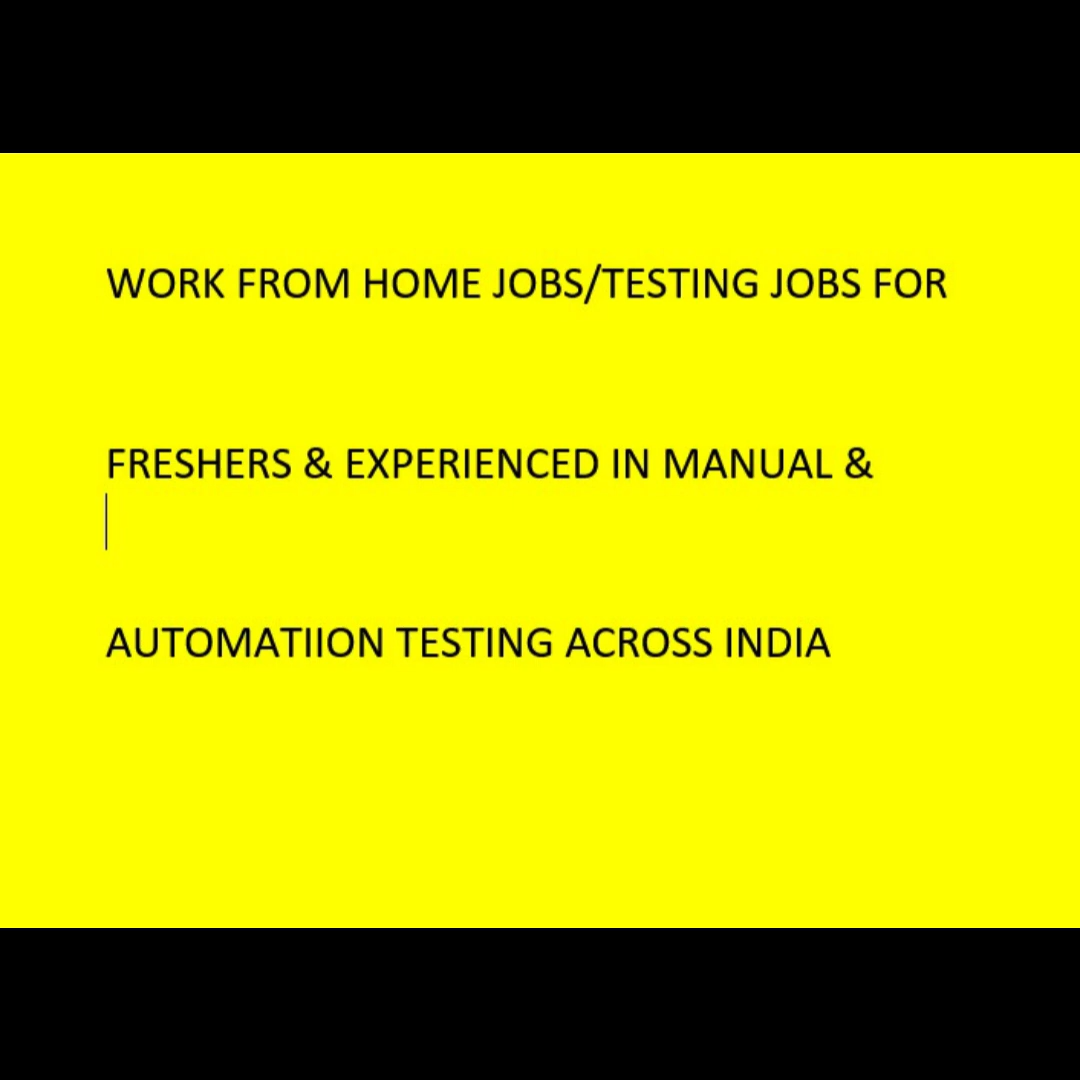 WORK FROM HOME JOBS/TESTING JOBS FOR
FRESHERS & EXPERIENCED IN MANUAL &
AUTOMATIION TESTING ACROSS INDIA